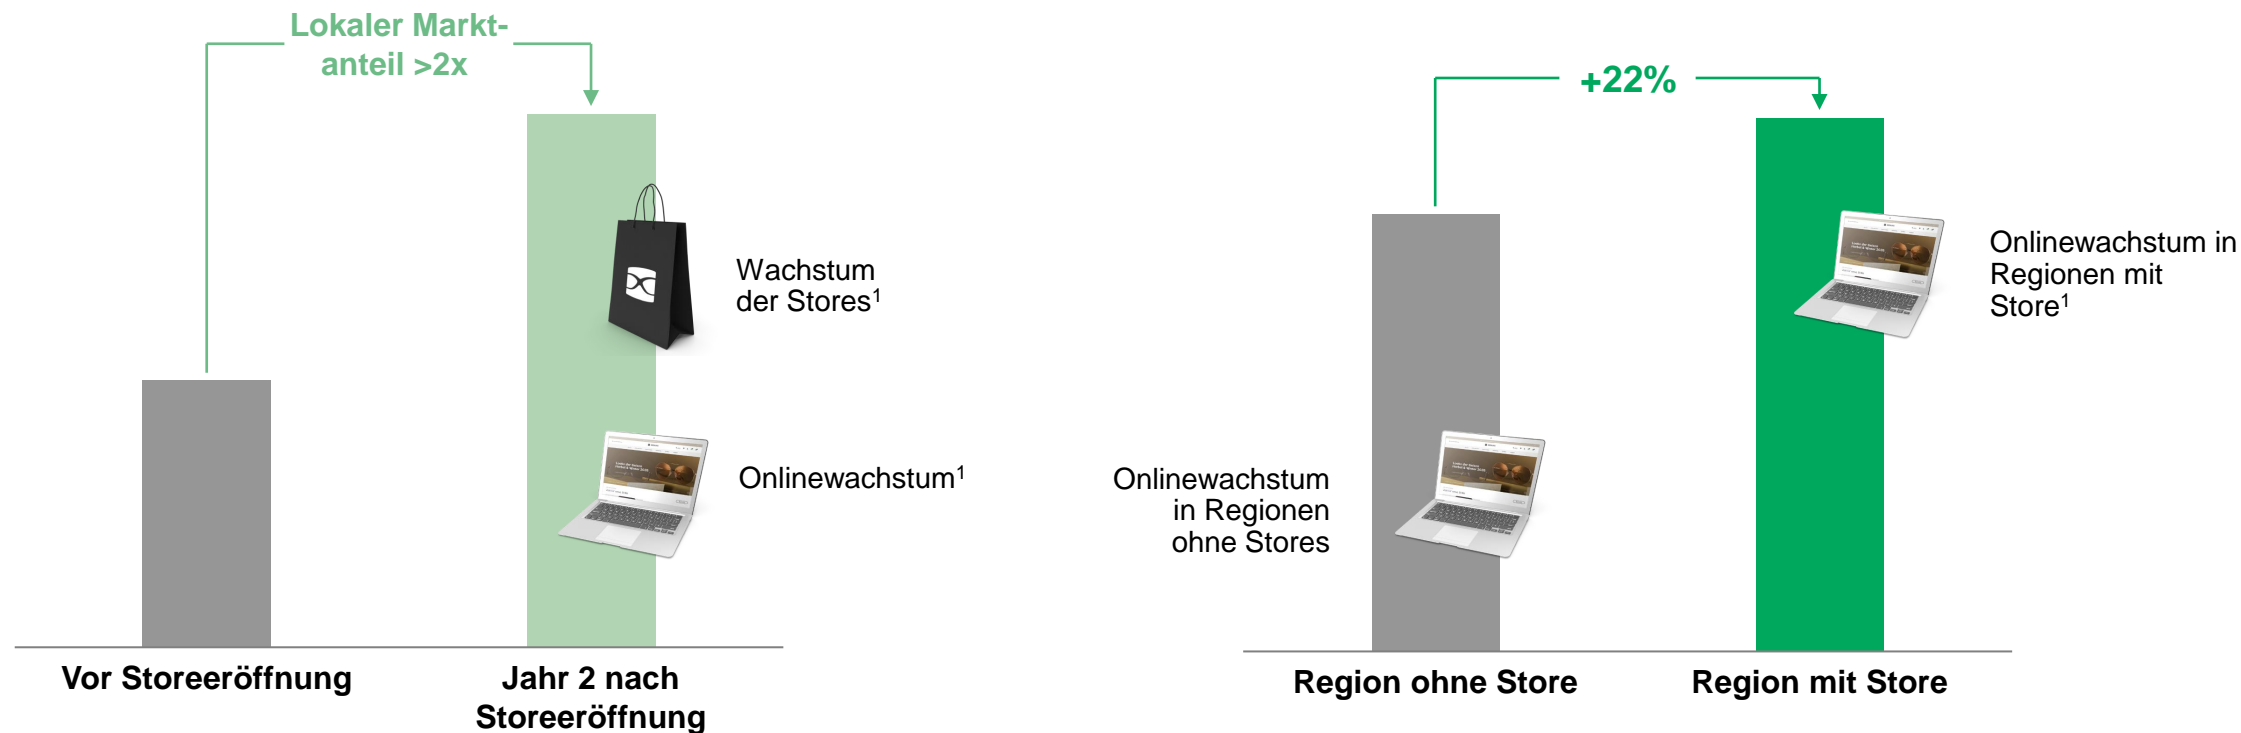 Lokaler Markt-
anteil >2x
Wachstum
der Stores¹
Onlinewachstum¹
Vor Storeeröffnung
Jahr 2 nach
Storeeröffnung
+22%
Onlinewachstum in
Regionen mit
Store¹
Onlinewachstum
in Regionen
ohne Stores
Region ohne Store
Region mit Store